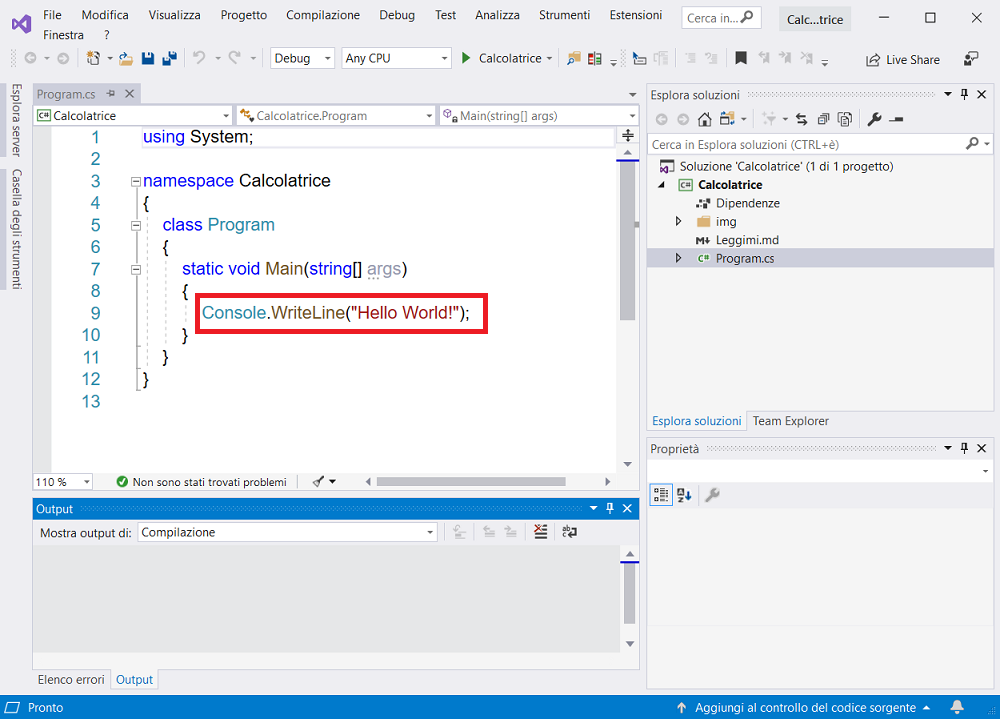 File Modifica Visualizza Progetto Compilazione Debug Test Analizza Strumenti Estensioni Cerca in... Calc...trice
Finestra ?
Debug Any CPU Calcolatrice Live Share
Esplora server
Casella degli strumenti
Program.cs
Calcolatrice Calcolatrice.Program Main(string[] args)
1 using System;
2
3 namespace Calcolatrice
4 {
5 class Program
6 {
7 static void Main(string[] args)
8 {
9 Console.WriteLine("Hello World!");
10 }
11 }
12 }
13
110 % Non sono stati trovati problemi
Output
Mostra output di: Compilazione
Elenco errori Output
Esplora soluzioni
Cerca in Esplora soluzioni (CTRL+è)
Soluzione 'Calcolatrice' (1 di 1 progetto)
C# Calcolatrice
Dipendenze
img
M↓ Leggimi.md
C# Program.cs
Esplora soluzioni Team Explorer
Proprietà
Pronto Aggiungi al controllo del codice sorgente